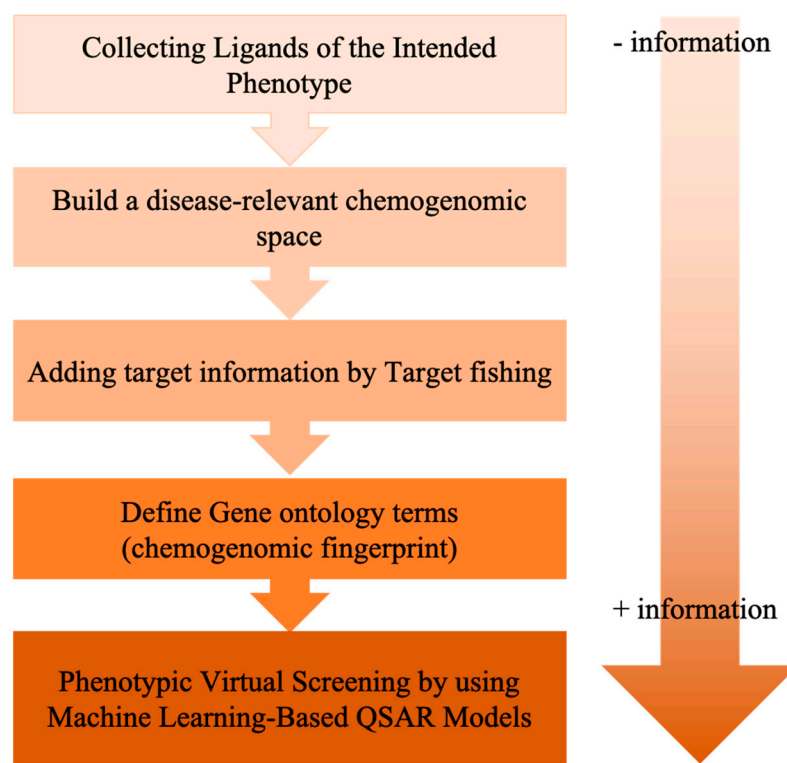 Collecting Ligands of the Intended
Phenotype
- information
Build a disease-relevant chemogenomic
space
Adding target information by Target fishing
Define Gene ontology terms
(chemogenomic fingerprint)
+ information
Phenotypic Virtual Screening by using
Machine Learning-Based QSAR Models